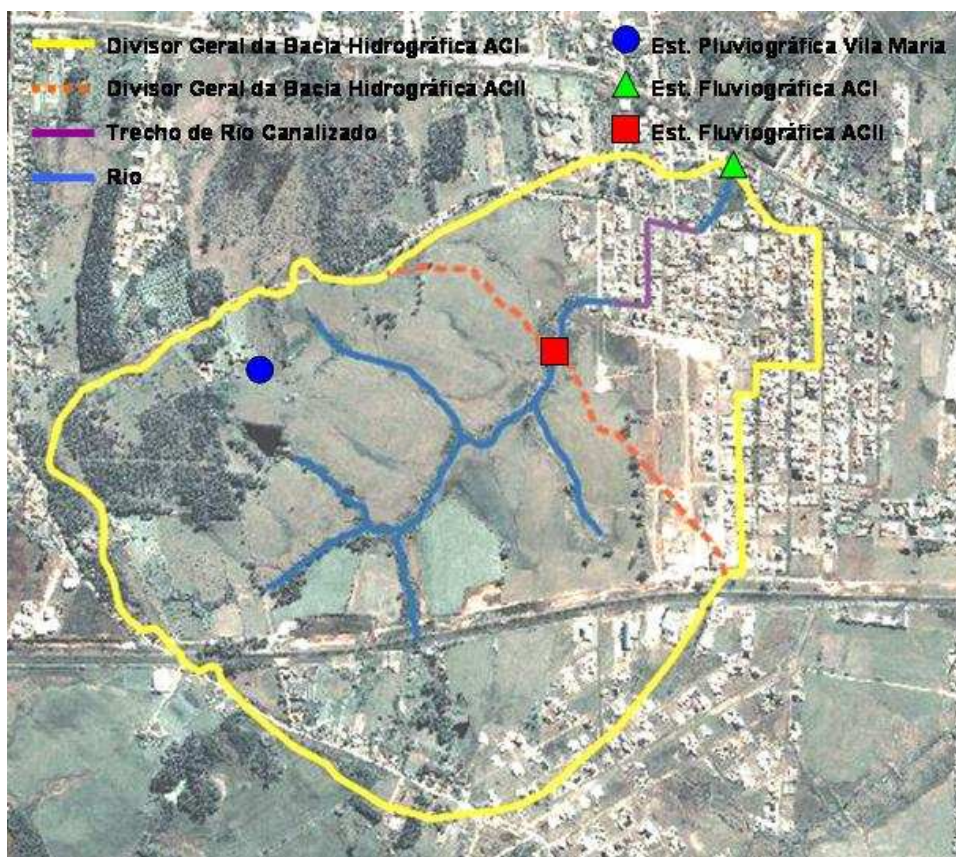 Divisor Geral da Bacia Hidrográfica ACI
Divisor Geral da Bacia Hidrográfica ACII
Trecho de Rio Canalizado
Rio
Est. Pluviográfica Vila Maria
Est. Fluviográfica ACI
Est. Fluviográfica ACII